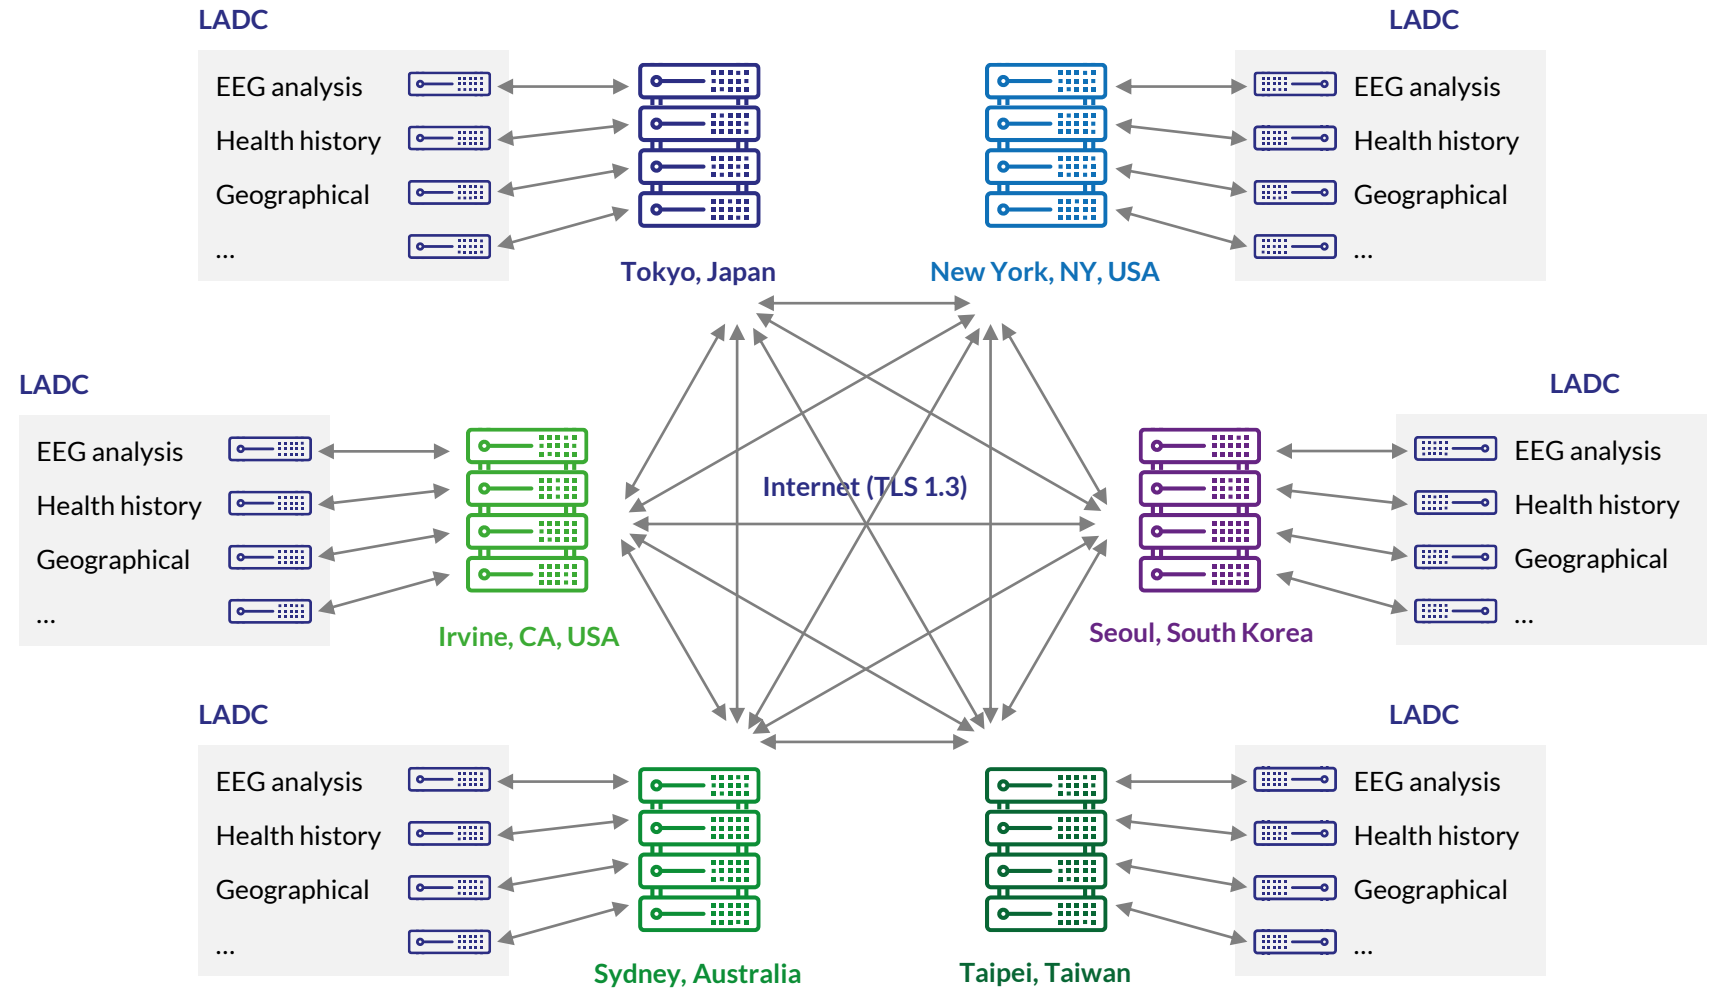 LADC
EEG analysis
Health history
Geographical
...
Tokyo, Japan
LADC
EEG analysis
Health history
Geographical
...
New York, NY, USA
LADC
EEG analysis
Health history
Geographical
...
Irvine, CA, USA
Internet (TLS 1.3)
LADC
EEG analysis
Health history
Geographical
...
Seoul, South Korea
LADC
EEG analysis
Health history
Geographical
...
Sydney, Australia
LADC
EEG analysis
Health history
Geographical
...
Taipei, Taiwan